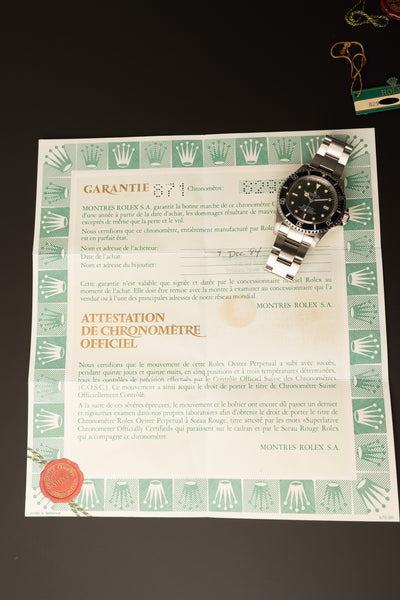 ROLEX
GARANTIE 871 Chronomètre:
MONTRES ROLEX S.A. garantit la bonne marche de ce chronomètre
d'une année à partir de la date d'achat, les dommages résultant de
exceptés de même que la perte et le vol.
Nous certifions que ce chronomètre, entièrement manufacturé par
est en parfait état.
Nom et adresse de l'acheteur:
Date de l'achat: 7 Dec 84
Nom et adresse du bijoutier:
Cette garantie n'est valable que signée et datée par le concessionnaire officiel Rolex au
moment de l'achat. Elle doit être remise avec la montre à examiner au concessionnaire qui l'a
vendue ou à l'un des principales adresses de notre réseau mondial.
MONTRES ROLEX S.A.
ATTESTATION
DE CHRONOMÈTRE
OFFICIEL
Nous certifions que le mouvement de cette Rolex Oyster Perpetual a subi avec succès,
pendant quinze jours et quinze nuits, en cinq positions et à trois températures déterminées,
tous les contrôles de précision effectués par le Contrôle Officiel Suisse des Chronomètres
(C.O.S.C.). Ce mouvement a ainsi acquis le droit de porter le titre de Chronomètre Suisse
Officiellement Contrôlé.
A la suite de ces sévères épreuves, le mouvement et le boîtier ont encore dû passer un dernier
et rigoureux examen dans nos propres laboratoires afin d'obtenir le droit de porter le titre de
Chronomètre Rolex Oyster Perpetual à Sceau Rouge, titre attesté par les mots «Superlative
Chronometer Officially Certified» qui paraissent sur le cadran et par le Sceau Rouge Rolex
qui accompagne ce chronomètre.
MONTRES ROLEX S.A.